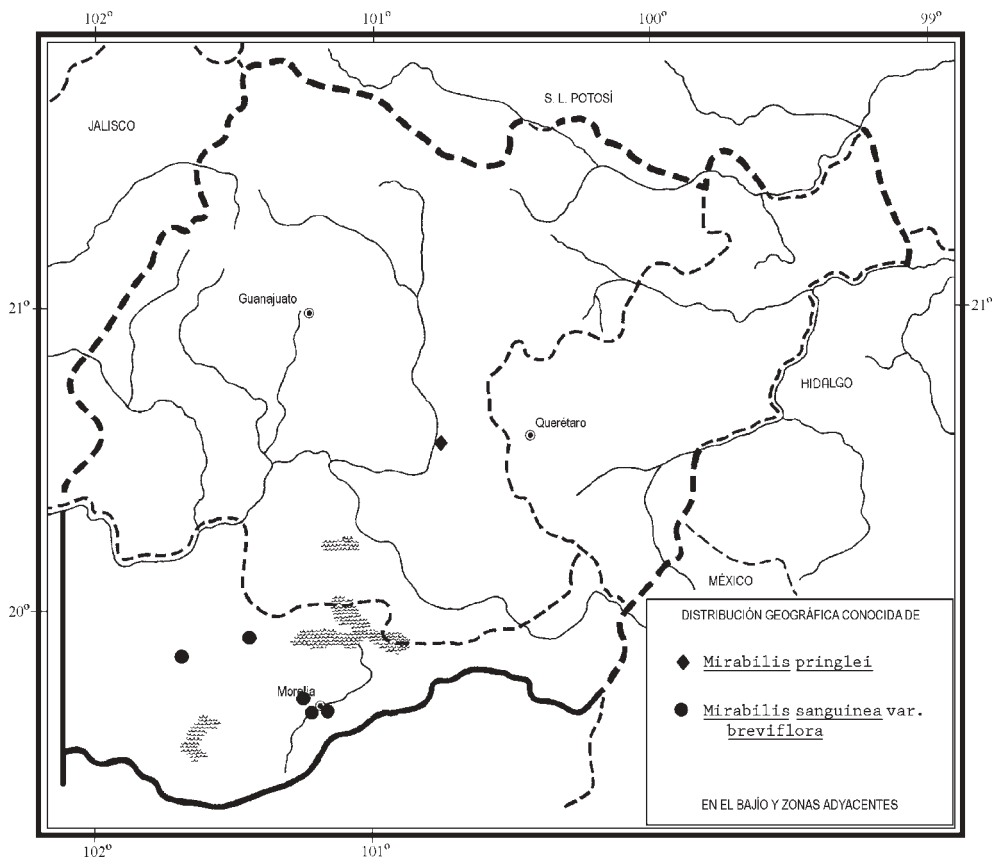 102° 101° 100° 99°
S. L. POTOSÍ
JALISCO
Guanajuato
21° 21°
HIDALGO
Querétaro
20°
MÉXICO
DISTRIBUCIÓN GEOGRÁFICA CONOCIDA DE
Mirabilis pringlei
Morelia
Mirabilis sanguinea var.
breviflora
EN EL BAJÍO Y ZONAS ADYACENTES
102° 101°